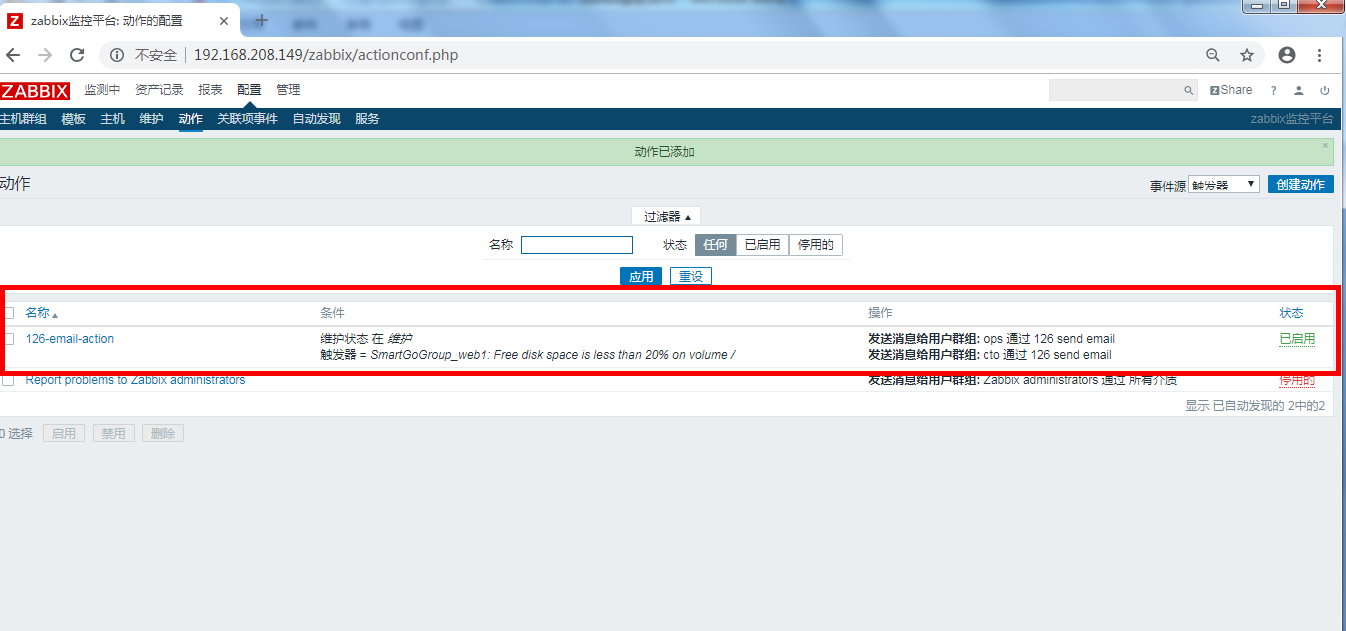 Z zabbix监控平台: 动作的配置
不安全 192.168.208.149/zabbix/actionconf.php
ZABBIX 监测中 资产记录 报表 配置 管理 Z Share ?
主机群组 模板 主机 维护 动作 关联项事件 自动发现 服务 zabbix监控平台
动作已添加
动作 事件源 触发器 创建动作
过滤器
名称 状态 任何 已启用 停用的
应用 重设
名称 条件 操作 状态
126-email-action 维护状态 在 维护 发送消息给用户群组: ops 通过 126 send email 已启用
触发器 = SmartGoGroup_web1: Free disk space is less than 20% on volume / 发送消息给用户群组: cto 通过 126 send email
Report problems to Zabbix administrators 发送消息给用户群组: Zabbix administrators 通过 所有介质 停用的
显示 已自动发现的 2中的2
0 选择 启用 禁用 删除